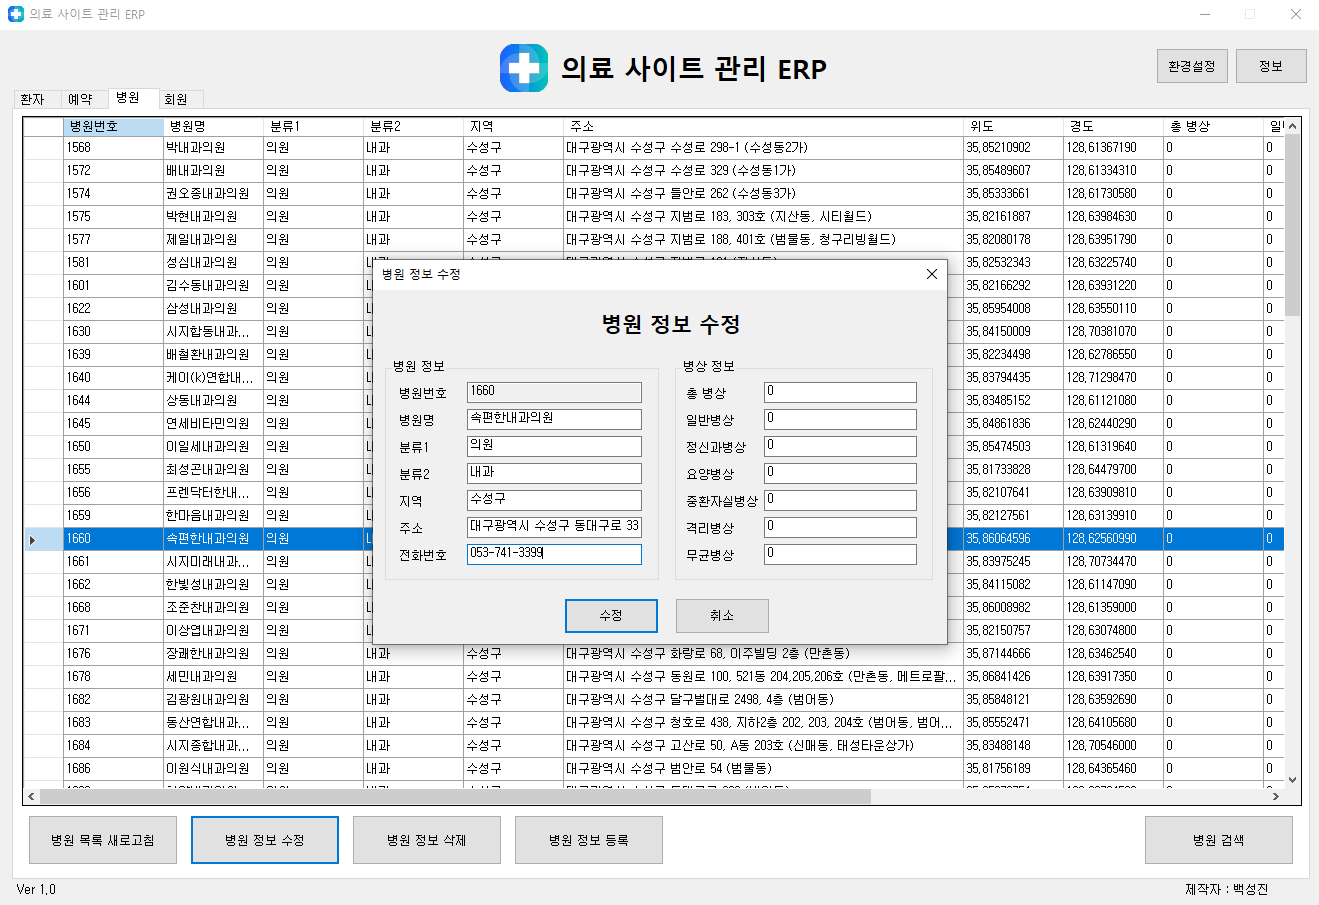 의료 사이트 관리 ERP
의료 사이트 관리 ERP
환경설정 정보
환자 예약 병원 회원
병원번호 병원명 분류1 분류2 지역 주소 위도 경도 총 병상
1568 박내과의원 의원 내과 수성구 대구광역시 수성구 수성로 298-1 (수성동2가) 35,85210902 128,61367190 0 0
1572 배내과의원 의원 내과 수성구 대구광역시 수성구 수성로 329 (수성동1가) 35,85489607 128,61334310 0 0
1574 권오종내과의원 의원 내과 수성구 대구광역시 수성구 들안로 262 (수성동3가) 35,85333661 128,61730580 0 0
1575 박현내과의원 의원 내과 수성구 대구광역시 수성구 지범로 183, 303호 (지산동, 시티월드) 35,82161887 128,63984630 0 0
1577 제일내과의원 의원 내과 수성구 대구광역시 수성구 지범로 188, 401호 (범물동, 청구리빙월드) 35,82080178 128,63951790 0 0
1581 성심내과의원 의원 35,82532343 128,63225740 0 0
1601 김수동내과의원 의원 35,82166292 128,63931220 0 0
1622 삼성내과의원 의원 35,85954008 128,63550110 0 0
1630 시지합동내과... 의원 35,84150009 128,70381070 0 0
1639 배철환내과의원 의원 35,82234498 128,62786550 0 0
1640 케이(k)연합내... 의원 35,83794435 128,71298470 0 0
1644 상동내과의원 의원 35,83485152 128,61121080 0 0
1645 연세비타민의원 의원 35,84861836 128,62440290 0 0
1650 이일세내과의원 의원 35,85474503 128,61319640 0 0
1655 최성곤내과의원 의원 35,81733828 128,64479700 0 0
1656 프렌닥터한내... 의원 35,82107641 128,63909810 0 0
1659 한마음내과의원 의원 35,82127561 128,63139910 0 0
1660 속편한내과의원 의원 35,86064596 128,62560990 0 0
1661 시지미래내과... 의원 35,83975245 128,70734470 0 0
1662 한빛성내과의원 의원 35,84115082 128,61147090 0 0
1668 조준찬내과의원 의원 35,86008982 128,61359000 0 0
1671 이상엽내과의원 의원 35,82150757 128,63074800 0 0
1676 장쾌한내과의원 의원 내과 수성구 대구광역시 수성구 화랑로 68, 이주빌딩 2층 (만촌동) 35,87144666 128,63462540 0 0
1678 세민내과의원 의원 내과 수성구 대구광역시 수성구 동원로 100, 521동 204,205,206호 (만촌동, 메트로팔... 35,86841426 128,63917350 0 0
1682 김광원내과의원 의원 내과 수성구 대구광역시 수성구 달구벌대로 2498, 4층 (범어동) 35,85848121 128,63592690 0 0
1683 동산연합내과... 의원 내과 수성구 대구광역시 수성구 청호로 438, 지하2층 202, 203, 204호 (범어동, 범어... 35,85552471 128,64105680 0 0
1684 시지종합내과... 의원 내과 수성구 대구광역시 수성구 고산로 50, A동 203호 (신매동, 태성타운상가) 35,83488148 128,70546000 0 0
1686 이원식내과의원 의원 내과 수성구 대구광역시 수성구 범안로 54 (범물동) 35,81756189 128,64365460 0 0
병원 정보 수정
병원 정보 수정
병원 정보
병원번호 1660
병원명 속편한내과의원
분류1 의원
분류2 내과
지역 수성구
주소 대구광역시 수성구 동대구로 33
전화번호 053-741-3399
병상 정보
총 병상 0
일반병상 0
정신과병상 0
요양병상 0
중환자실병상 0
격리병상 0
무균병상 0
수정 취소
병원 목록 새로고침 병원 정보 수정 병원 정보 삭제 병원 정보 등록 병원 검색
Ver 1,0 제작자 : 백성진